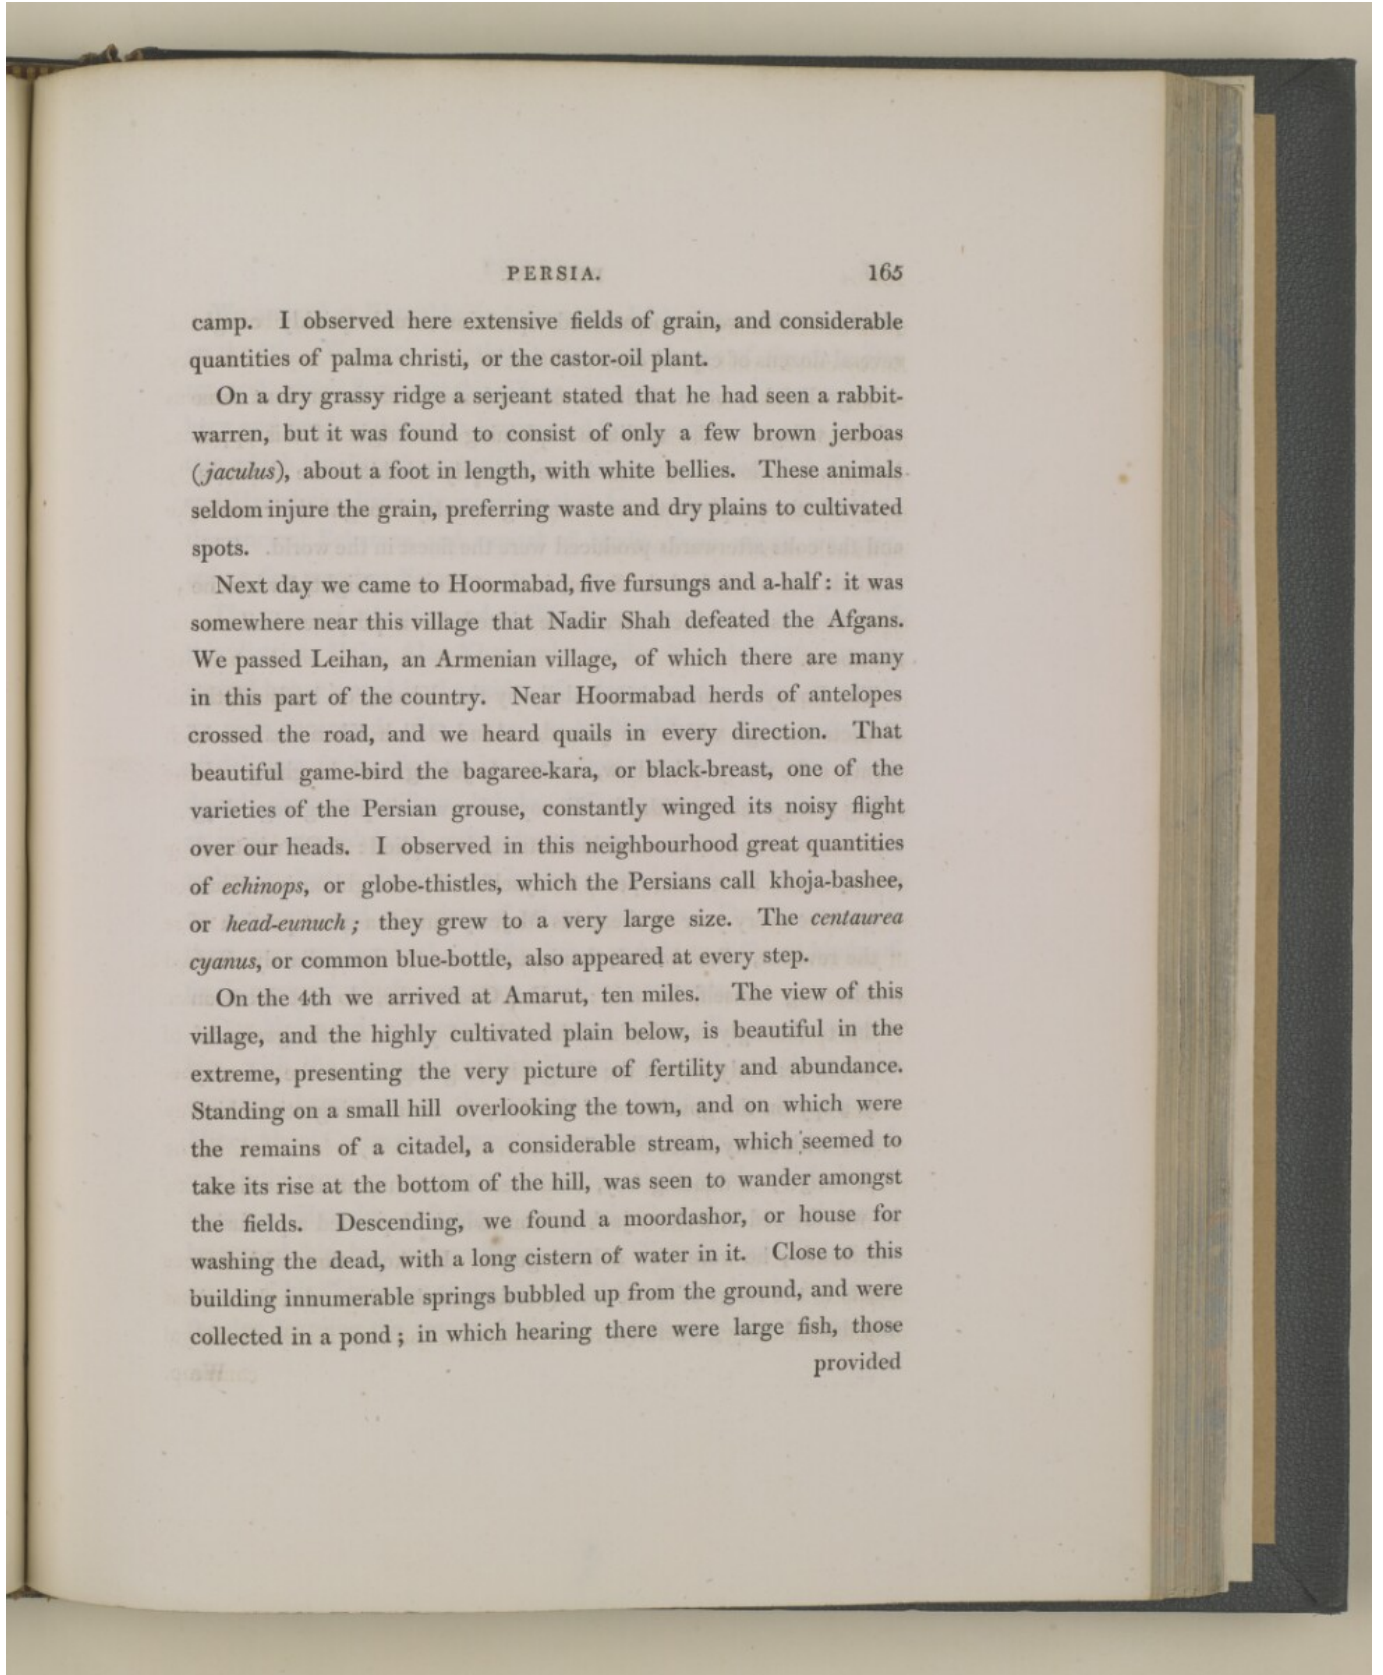 PERSIA. 165
camp. I observed here extensive fields of grain, and considerable
quantities of palma christi, or the castor-oil plant.
On a dry grassy ridge a serjeant stated that he had seen a rabbit-
warren, but it was found to consist of only a few brown jerboas
(jaculus), about a foot in length, with white bellies. These animals
seldom injure the grain, preferring waste and dry plains to cultivated
spots.
Next day we came to Hoormabad, five fursungs and a-half: it was
somewhere near this village that Nadir Shah defeated the Afgans.
We passed Leihan, an Armenian village, of which there are many
in this part of the country. Near Hoormabad herds of antelopes
crossed the road, and we heard quails in every direction. That
beautiful game-bird the bagaree-kara, or black-breast, one of the
varieties of the Persian grouse, constantly winged its noisy flight
over our heads. I observed in this neighbourhood great quantities
of echinops, or globe-thistles, which the Persians call khoja-bashee,
or head-eunuch; they grew to a very large size. The centaurea
cyanus, or common blue-bottle, also appeared at every step.
On the 4th we arrived at Amarut, ten miles. The view of this
village, and the highly cultivated plain below, is beautiful in the
extreme, presenting the very picture of fertility and abundance.
Standing on a small hill overlooking the town, and on which were
the remains of a citadel, a considerable stream, which seemed to
take its rise at the bottom of the hill, was seen to wander amongst
the fields. Descending, we found a moordashor, or house for
washing the dead, with a long cistern of water in it. Close to this
building innumerable springs bubbled up from the ground, and were
collected in a pond; in which hearing there were large fish, those
provided